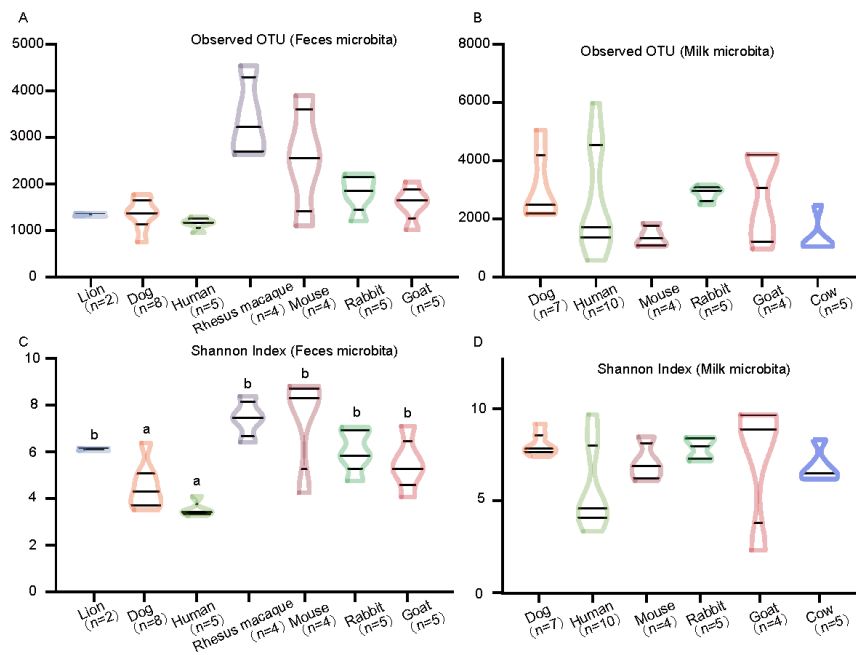 A
Observed OTU (Feces microbita)
5000
4000
3000
2000
1000
0
Lion
(n=2)
Dog
(n=8)
Human
(n=5)
Rhesus macaque
(n=4)
Mouse
(n=4)
Rabbit
(n=5)
Goat
(n=5)
B
Observed OTU (Milk microbita)
8000
6000
4000
2000
0
Dog
(n=7)
Human
(n=10)
Mouse
(n=4)
Rabbit
(n=5)
Goat
(n=4)
Cow
(n=5)
C
Shannon Index (Feces microbita)
10
8
6
4
2
0
b
a
a
b
b
b
b
Lion
(n=2)
Dog
(n=8)
Human
(n=5)
Rhesus macaque
(n=4)
Mouse
(n=4)
Rabbit
(n=5)
Goat
(n=5)
D
Shannon Index (Milk microbita)
10
5
0
Dog
(n=7)
Human
(n=10)
Mouse
(n=4)
Rabbit
(n=5)
Goat
(n=4)
Cow
(n=5)